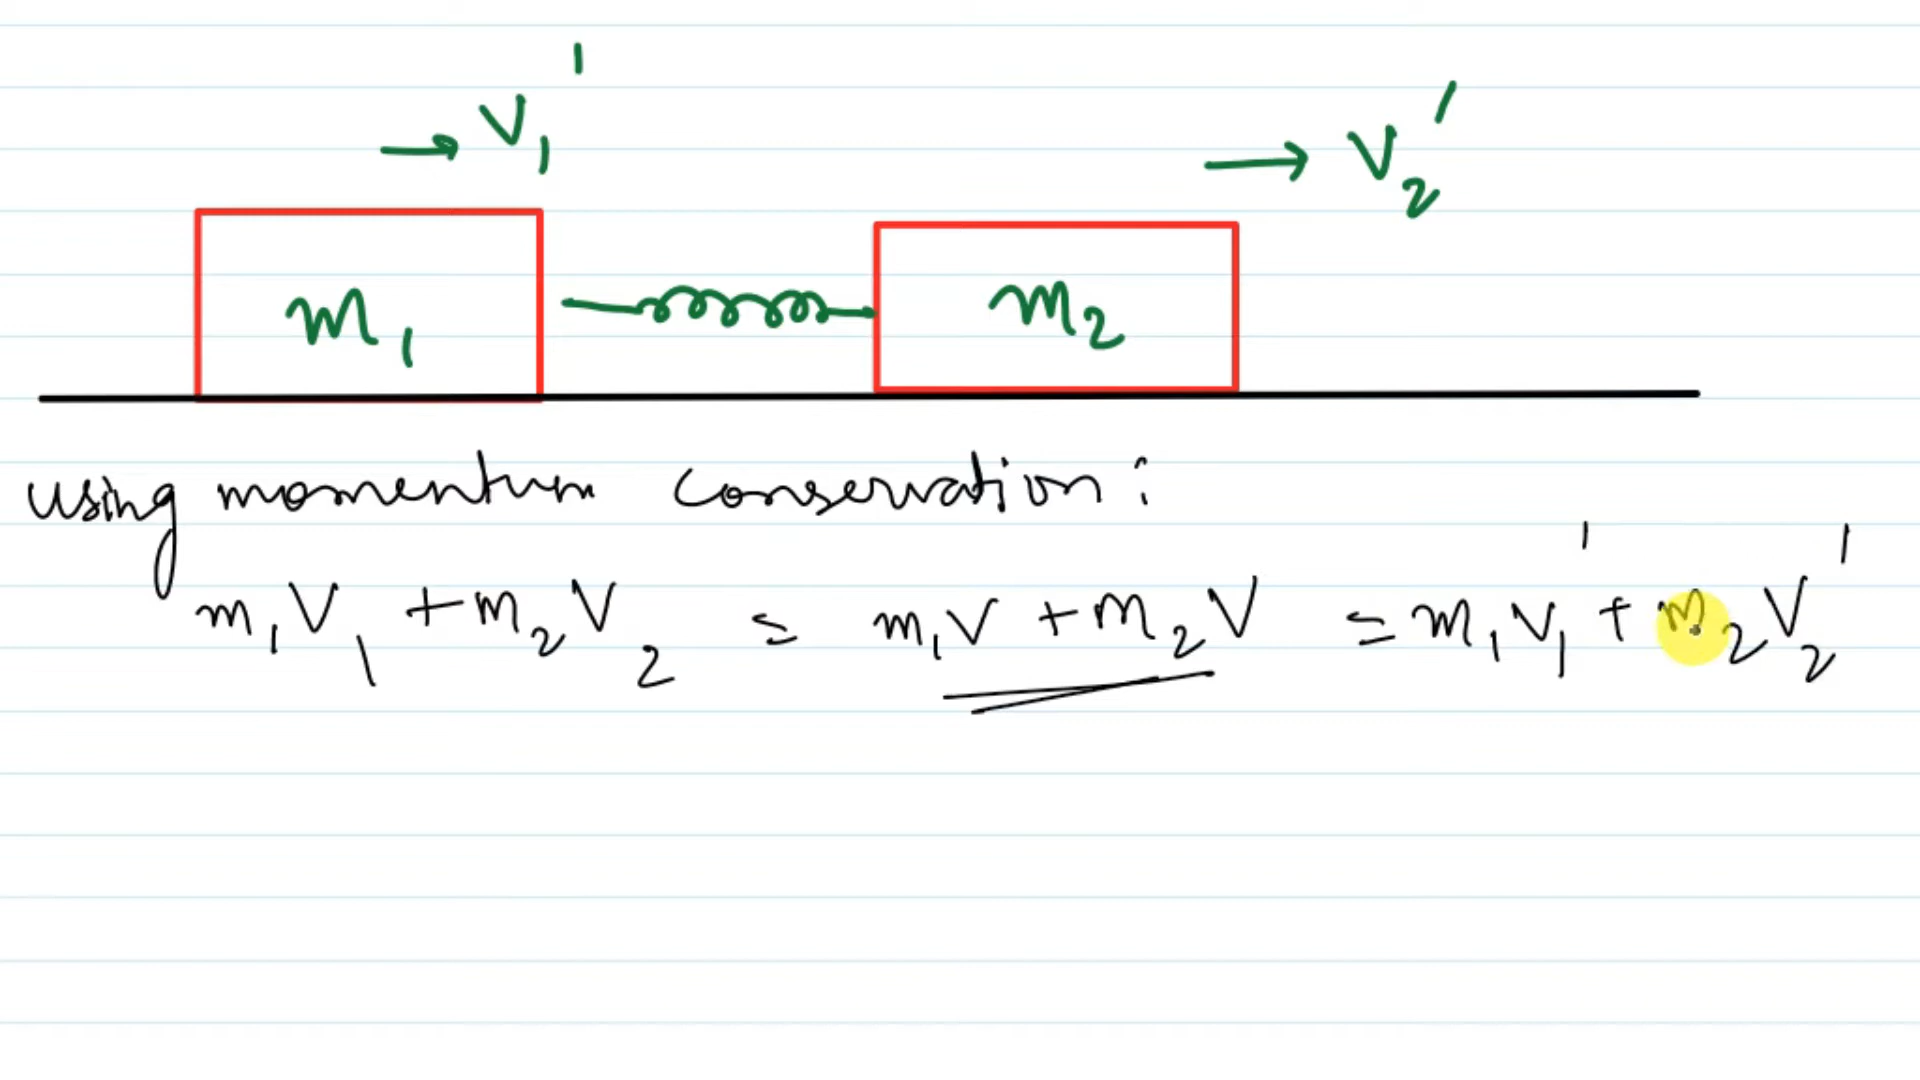 V₁'
V₂'
m₁
m₂
using momentum conservation:
m₁V₁ + m₂V₂ = m₁V + m₂V = m₁V₁' + m₂V₂'